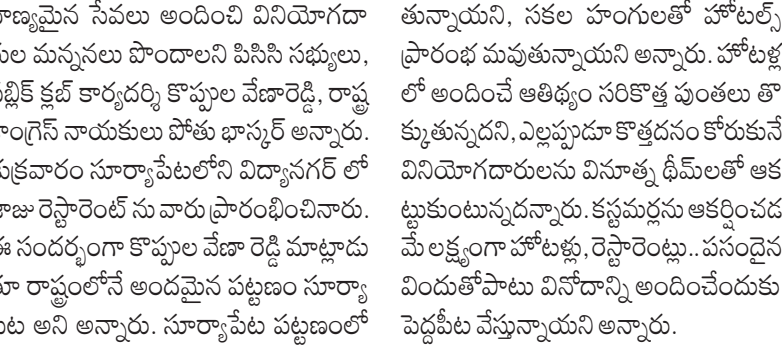 సేవలు అందించి వినియోగదా
మన్ననలు పొందాలని పిసిసి సభ్యులు,
క్లబ్ కార్యదర్శి కొప్పుల వేణారెడ్డి, రాష్ట్ర
నాయకులు పోతు భాస్కర్ అన్నారు.
సూర్యాపేటలోని విద్యానగర్ లో
రెస్టారెంట్ ను వారు ప్రారంభించినారు.
ఈ సందర్భంగా కొప్పుల వేణా రెడ్డి మాట్లాడు
రాష్ట్రంలోనే అందమైన పట్టణం సూర్యా
అని అన్నారు. సూర్యాపేట పట్టణంలో
తున్నాయని, సకల హంగులతో హోటల్స్
ప్రారంభ మవుతున్నాయని అన్నారు. హోటళ్ల
లో అందించే ఆతిథ్యం సరికొత్త పుంతలు తొ
క్కుతున్నదని, ఎల్లప్పుడూ కొత్తదనం కోరుకునే
వినియోగదారులను వినూత్న థీమ్‌లతో ఆక
ట్టుకుంటున్నదన్నారు. కస్టమర్లను ఆకర్షించడ
మే లక్ష్యంగా హోటళ్లు, రెస్టారెంట్లు.. పసందైన
విందుతోపాటు వినోదాన్ని అందించేందుకు
పెద్దపీట వేస్తున్నాయని అన్నారు.